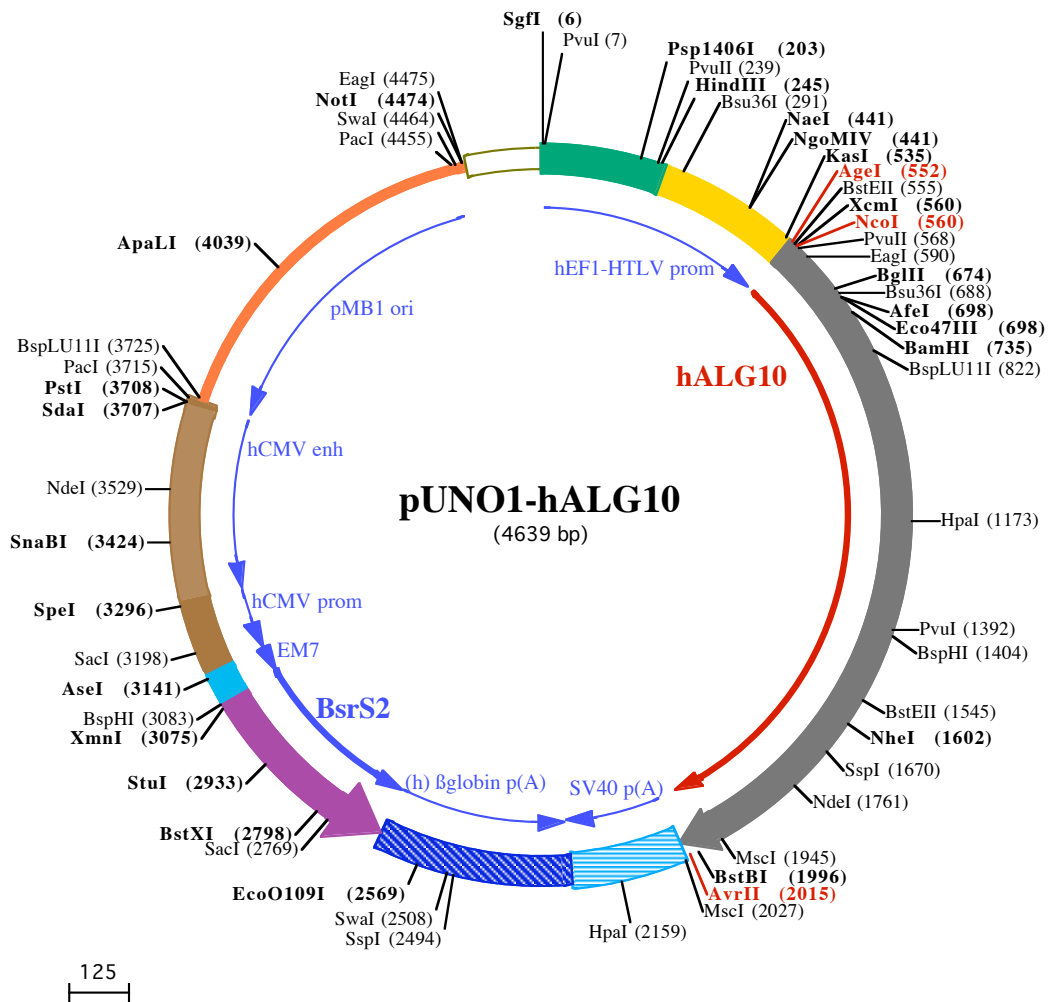 SgfI (6)
PvuI (7)
Psp1406I (203)
PvuII (239)
HindIII (245)
Bsu36I (291)
NaeI (441)
NgoMIV (441)
KasI (535)
AgeI (552)
BstEII (555)
XcmI (560)
NcoI (560)
PvuII (568)
EagI (590)
BglII (674)
Bsu36I (688)
AfeI (698)
Eco47III (698)
BamHI (735)
BspLU11I (822)
HpaI (1173)
PvuI (1392)
BspHI (1404)
BstEII (1545)
NheI (1602)
SspI (1670)
NdeI (1761)
MscI (1945)
BstBI (1996)
AvrII (2015)
MscI (2027)
HpaI (2159)
SspI (2494)
SwaI (2508)
EcoO109I (2569)
SacI (2769)
BstXI (2798)
StuI (2933)
XmnI (3075)
BspHI (3083)
AseI (3141)
SacI (3198)
SpeI (3296)
SnaBI (3424)
NdeI (3529)
SdaI (3707)
PstI (3708)
PacI (3715)
BspLU11I (3725)
ApaLI (4039)
PacI (4455)
SwaI (4464)
NotI (4474)
EagI (4475)
hEF1-HTLV prom
pMB1 ori
hALG10
hCMV enh
pUNO1-hALG10
(4639 bp)
hCMV prom
EM7
BsrS2
(h) ßglobin p(A)
SV40 p(A)
125